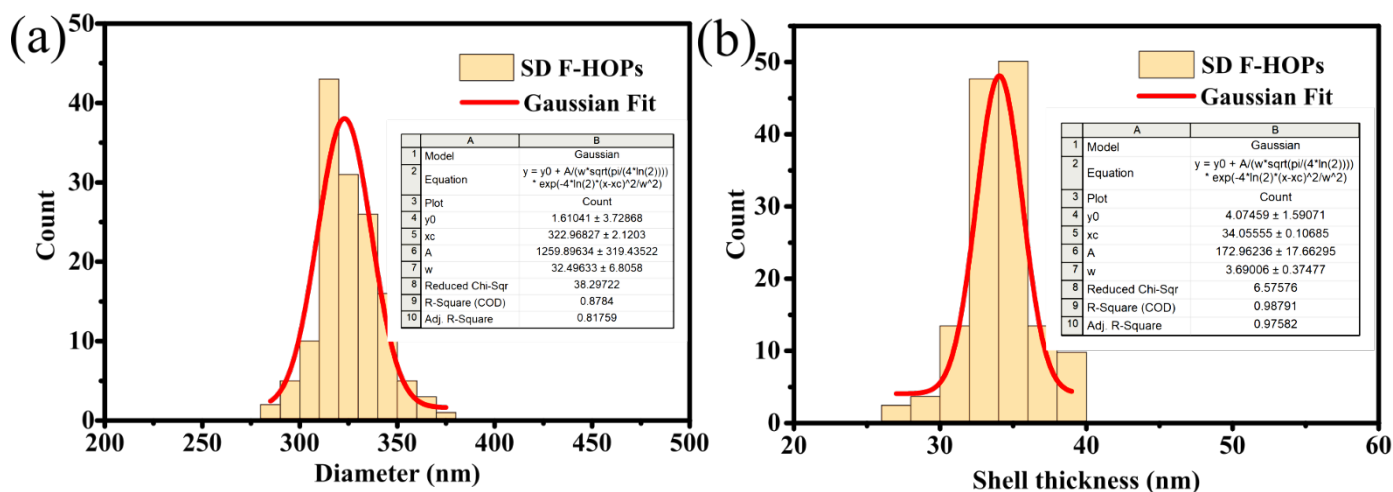 (a)
50
40
30
20
10
0
Count
SD F-HOPs
Gaussian Fit
A B
1 Model Gaussian
2 Equation y = y0 + A/(w*sqrt(pi/(4*ln(2))))
* exp(-4*ln(2)*(x-xc)^2/w^2)
3 Plot Count
4 y0 1.61041 ± 3.72868
5 xc 322.96827 ± 2.1203
6 A 1259.89634 ± 319.43522
7 w 32.49633 ± 6.8058
8 Reduced Chi-Sqr 38.29722
9 R-Square (COD) 0.8784
10 Adj. R-Square 0.81759
200 250 300 350 400 450 500
Diameter (nm)
(b)
50
40
30
20
10
0
Count
SD F-HOPs
Gaussian Fit
A B
1 Model Gaussian
2 Equation y = y0 + A/(w*sqrt(pi/(4*ln(2))))
* exp(-4*ln(2)*(x-xc)^2/w^2)
3 Plot Count
4 y0 4.07459 ± 1.59071
5 xc 34.05555 ± 0.10685
6 A 172.96236 ± 17.66295
7 w 3.69006 ± 0.37477
8 Reduced Chi-Sqr 6.57576
9 R-Square (COD) 0.98791
10 Adj. R-Square 0.97582
20 30 40 50 60
Shell thickness (nm)